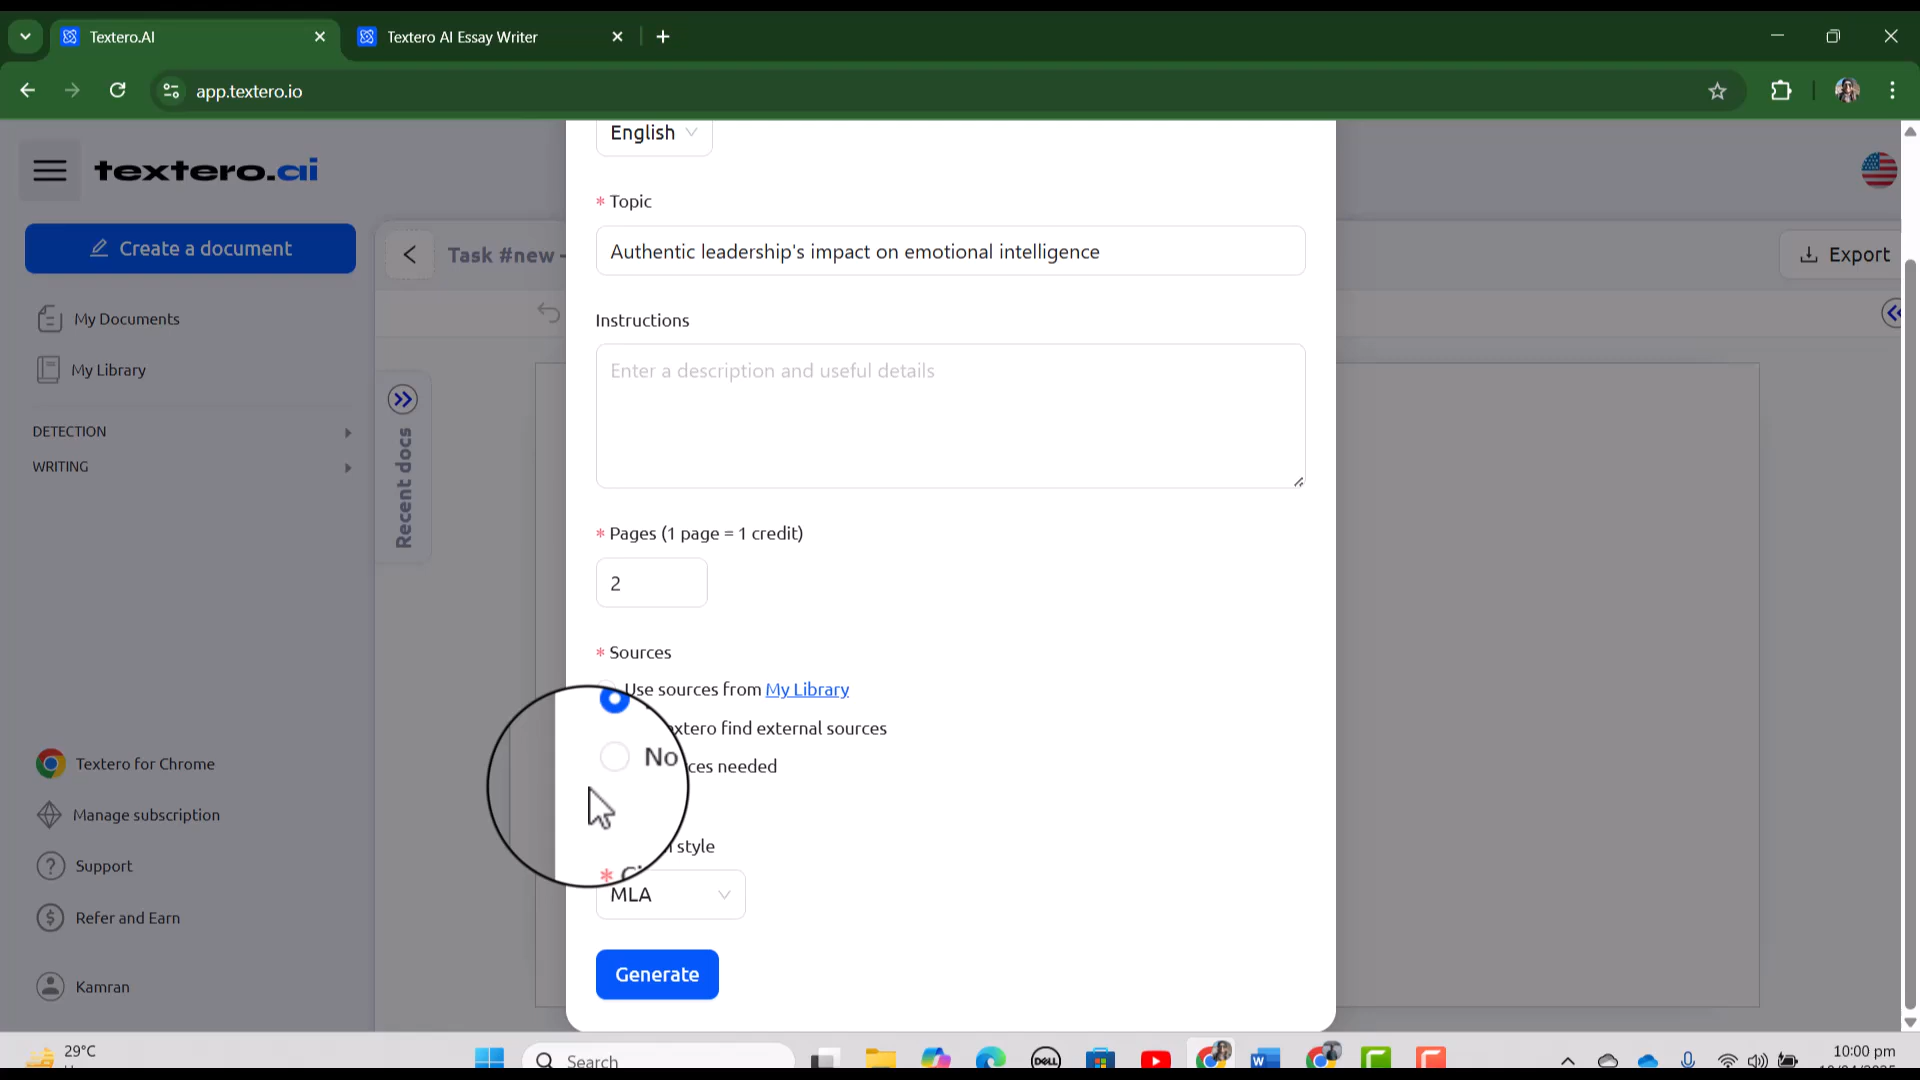 Textero.AI
Textero AI Essay Writer
app.textero.io
English
textero.ai
* Topic
Create a document
Task #new -
Authentic leadership's impact on emotional intelligence
Export
My Documents
Instructions
My Library
Enter a description and useful details
DETECTION
WRITING
Recent docs
* Pages (1 page = 1 credit)
2
* Sources
Use sources from My Library
xtero find external sources
No
ces needed
Textero for Chrome
Manage subscription
Support
style
* Ci
MLA
Refer and Earn
Generate
Kamran
29°C
Search
DELL
W
10:00 pm